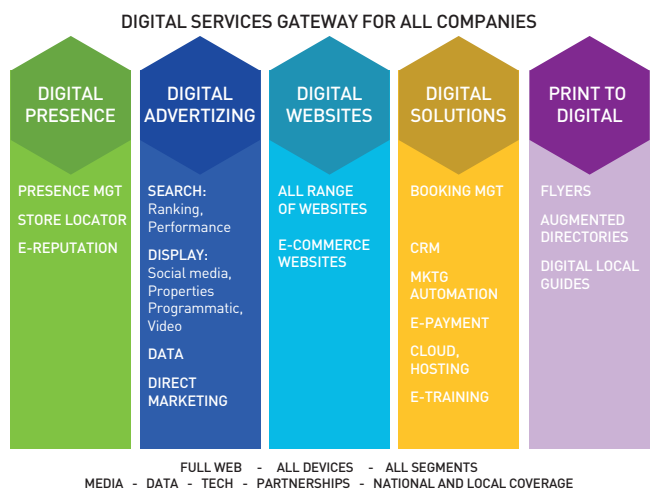 DIGITAL SERVICES GATEWAY FOR ALL COMPANIES
DIGITAL
PRESENCE
PRESENCE MGT
STORE LOCATOR
E-REPUTATION
DIGITAL
ADVERTIZING
SEARCH:
Ranking,
Performance
DISPLAY:
Social media,
Properties
Programmatic,
Video
DATA
DIRECT
MARKETING
DIGITAL
WEBSITES
ALL RANGE
OF WEBSITES
E-COMMERCE
WEBSITES
DIGITAL
SOLUTIONS
BOOKING MGT
CRM
MKTG
AUTOMATION
E-PAYMENT
CLOUD,
HOSTING
E-TRAINING
PRINT TO
DIGITAL
FLYERS
AUGMENTED
DIRECTORIES
DIGITAL LOCAL
GUIDES
FULL WEB - ALL DEVICES - ALL SEGMENTS
MEDIA - DATA - TECH - PARTNERSHIPS - NATIONAL AND LOCAL COVERAGE